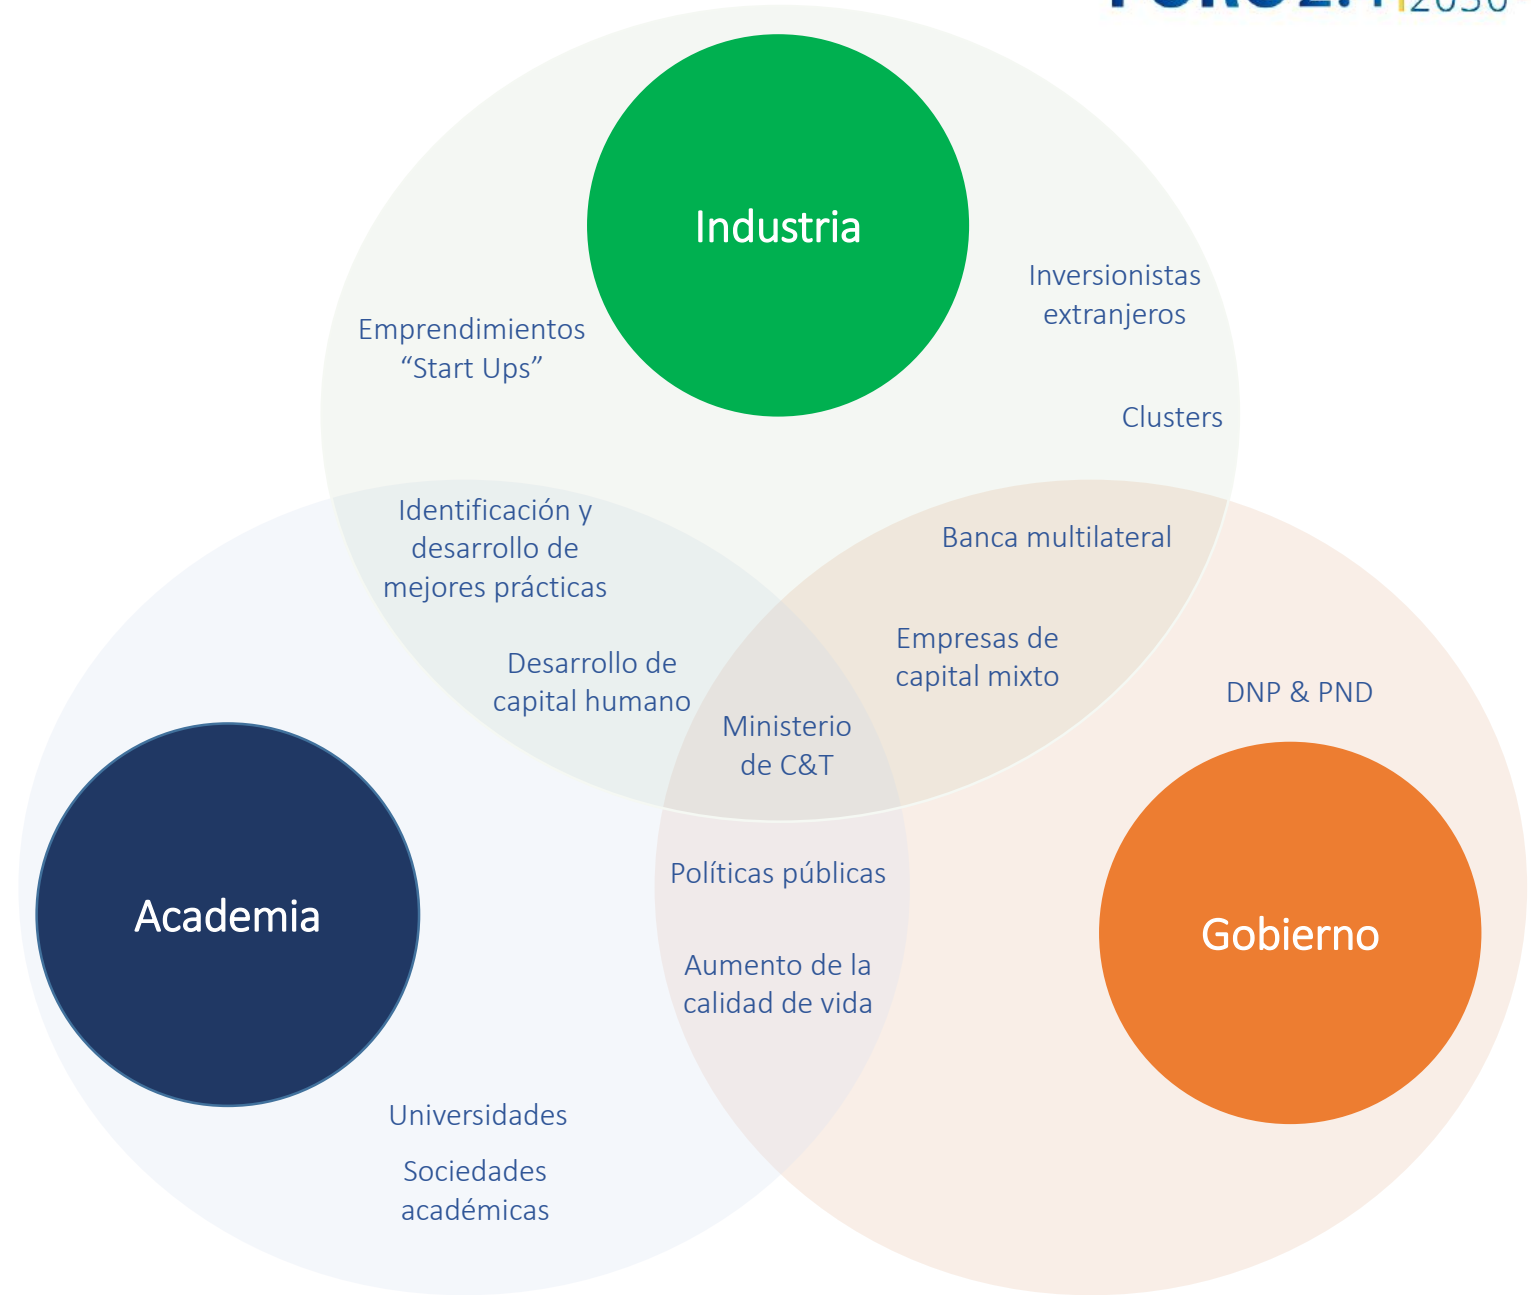 2030
Industria
Inversionistas
extranjeros
Emprendimientos
“Start Ups”
Clusters
Identificación y
desarrollo de
mejores prácticas
Banca multilateral
Empresas de
capital mixto
Desarrollo de
capital humano
DNP & PND
Ministerio
de C&T
Políticas públicas
Academia
Gobierno
Aumento de la
calidad de vida
Universidades
Sociedades
académicas